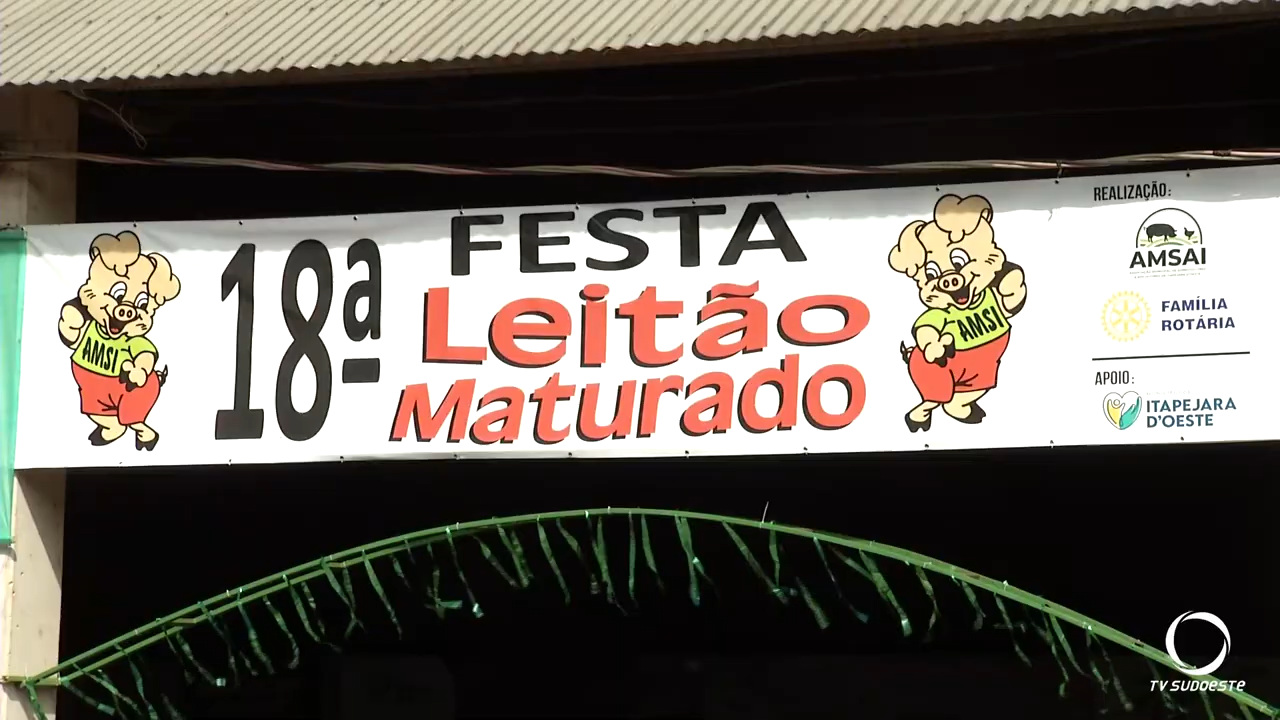 18ª
FESTA
Leitão
Maturado
AMSI
AMSI
REALIZAÇÃO:
AMSAI
FAMÍLIA
ROTÁRIA
APOIO:
ITAPEJARA
D'OESTE
TV SUDOESTE